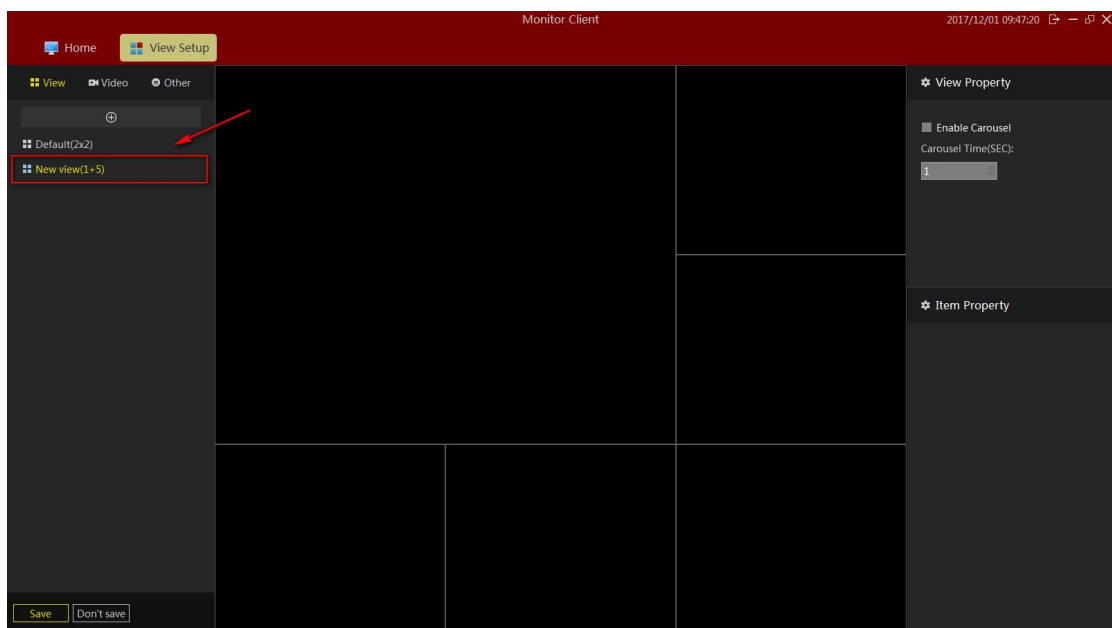 Monitor Client
2017/12/01 09:47:20
Home
View Setup
View Video Other
Default(2x2)
New view(1+5)
View Property
Enable Carousel
Carousel Time(SEC):
1
Item Property
Save Don't save